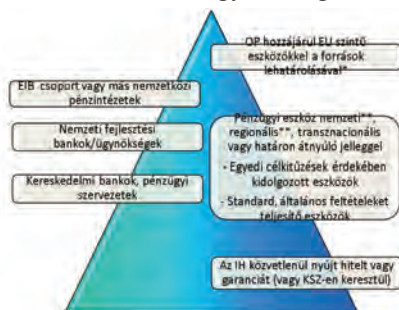 OP hozzájárul EU szintű
eszközökkel a források
lehatárolásával*
EIB csoport vagy más nemzetközi
pénzintézetek
Nemzeti fejlesztési
bankok/ügynökségek
Kereskedelmi bankok, pénzügyi
szervezetek
Pénzügyi eszköz nemzeti**,
regionális**, transznacionális
vagy határon átnyúló jelleggel
- Egyedi célkitűzések érdekében
kidolgozott eszközök
- Standard, általános feltételeket
teljesítő eszközök
Az IH közvetlenül nyújt hitelt vagy
garanciát (vagy KSZ-en keresztül)